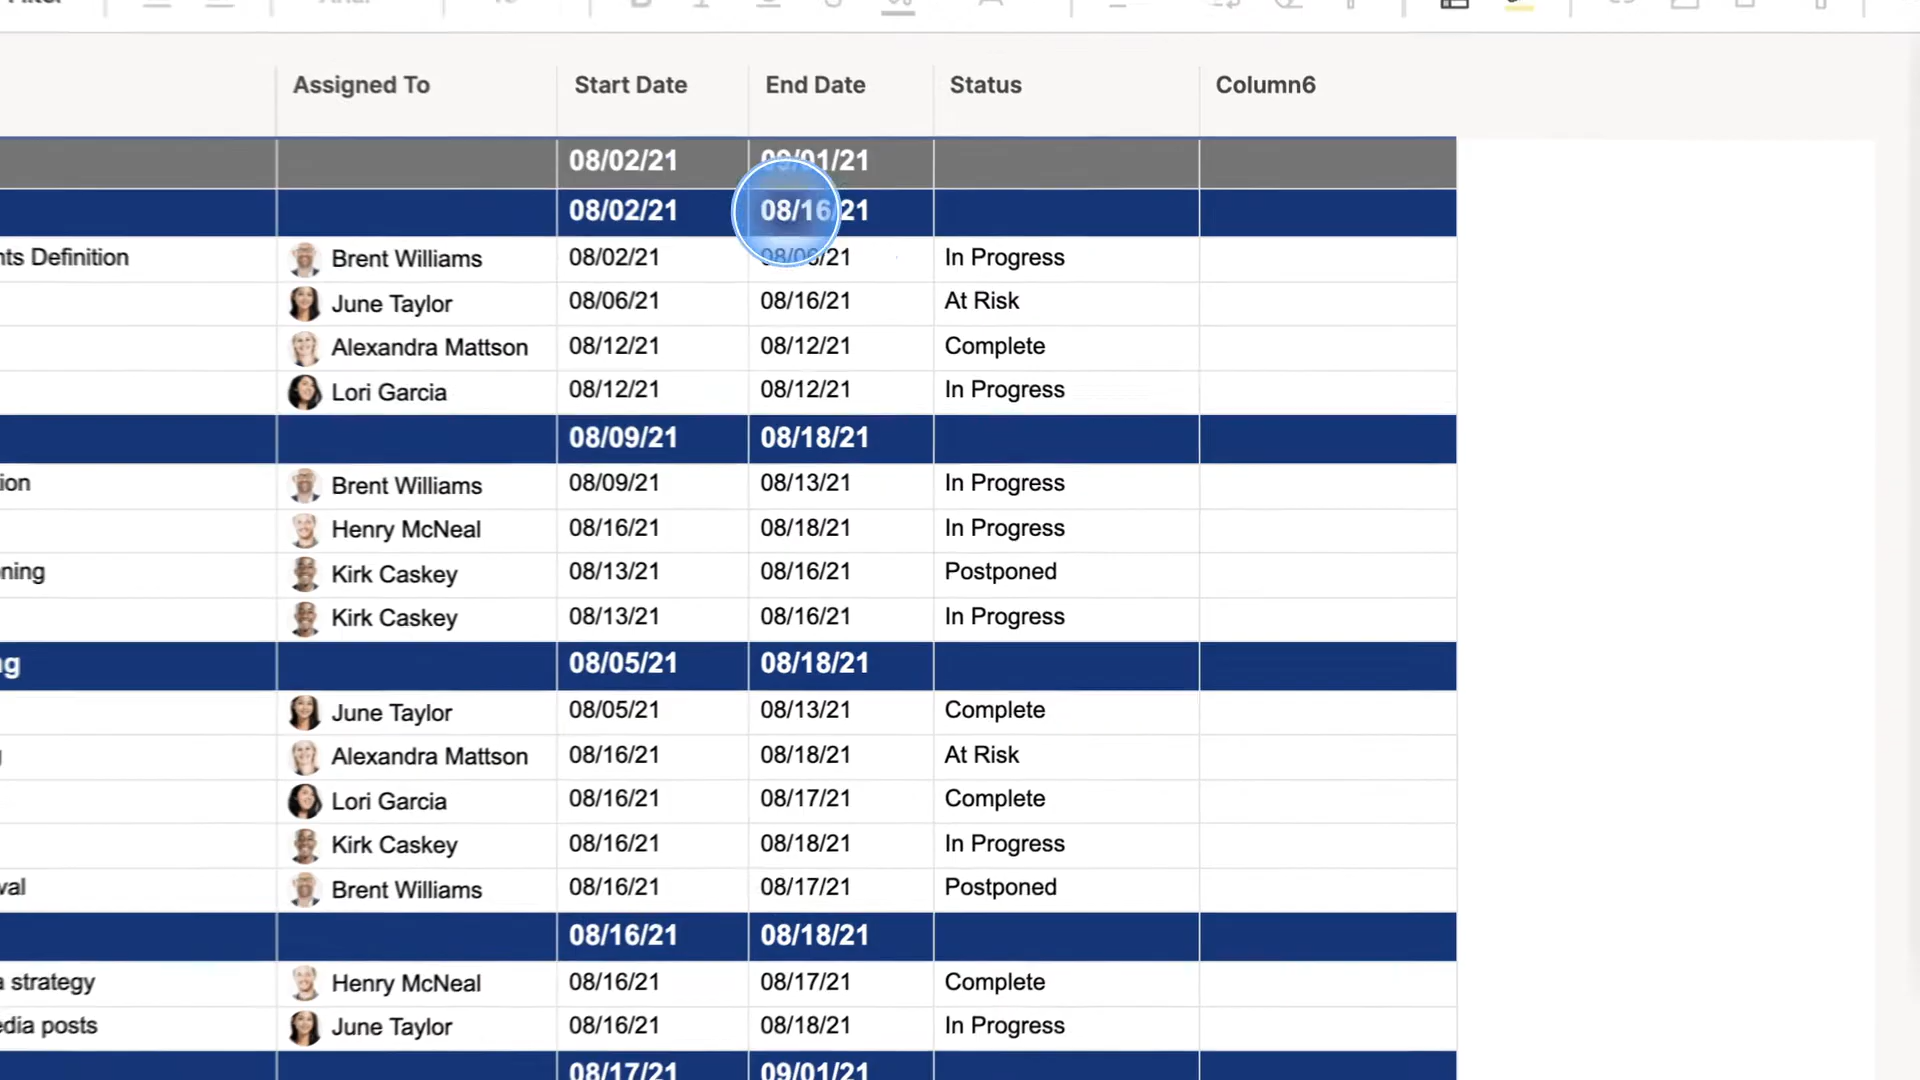 Assigned To Start Date End Date Status Column6
08/02/21 09/01/21
08/02/21 08/16/21
nts Definition Brent Williams 08/02/21 In Progress
June Taylor 08/06/21 08/16/21 At Risk
Alexandra Mattson 08/12/21 08/12/21 Complete
Lori Garcia 08/12/21 08/12/21 In Progress
08/09/21 08/18/21
ion Brent Williams 08/09/21 08/13/21 In Progress
Henry McNeal 08/16/21 08/18/21 In Progress
ning Kirk Caskey 08/13/21 08/16/21 Postponed
Kirk Caskey 08/13/21 08/16/21 In Progress
ng 08/05/21 08/18/21
June Taylor 08/05/21 08/13/21 Complete
Alexandra Mattson 08/16/21 08/18/21 At Risk
Lori Garcia 08/16/21 08/17/21 Complete
Kirk Caskey 08/16/21 08/18/21 In Progress
val Brent Williams 08/16/21 08/17/21 Postponed
08/16/21 08/18/21
a strategy Henry McNeal 08/16/21 08/17/21 Complete
edia posts June Taylor 08/16/21 08/18/21 In Progress
08/17/21 09/01/21